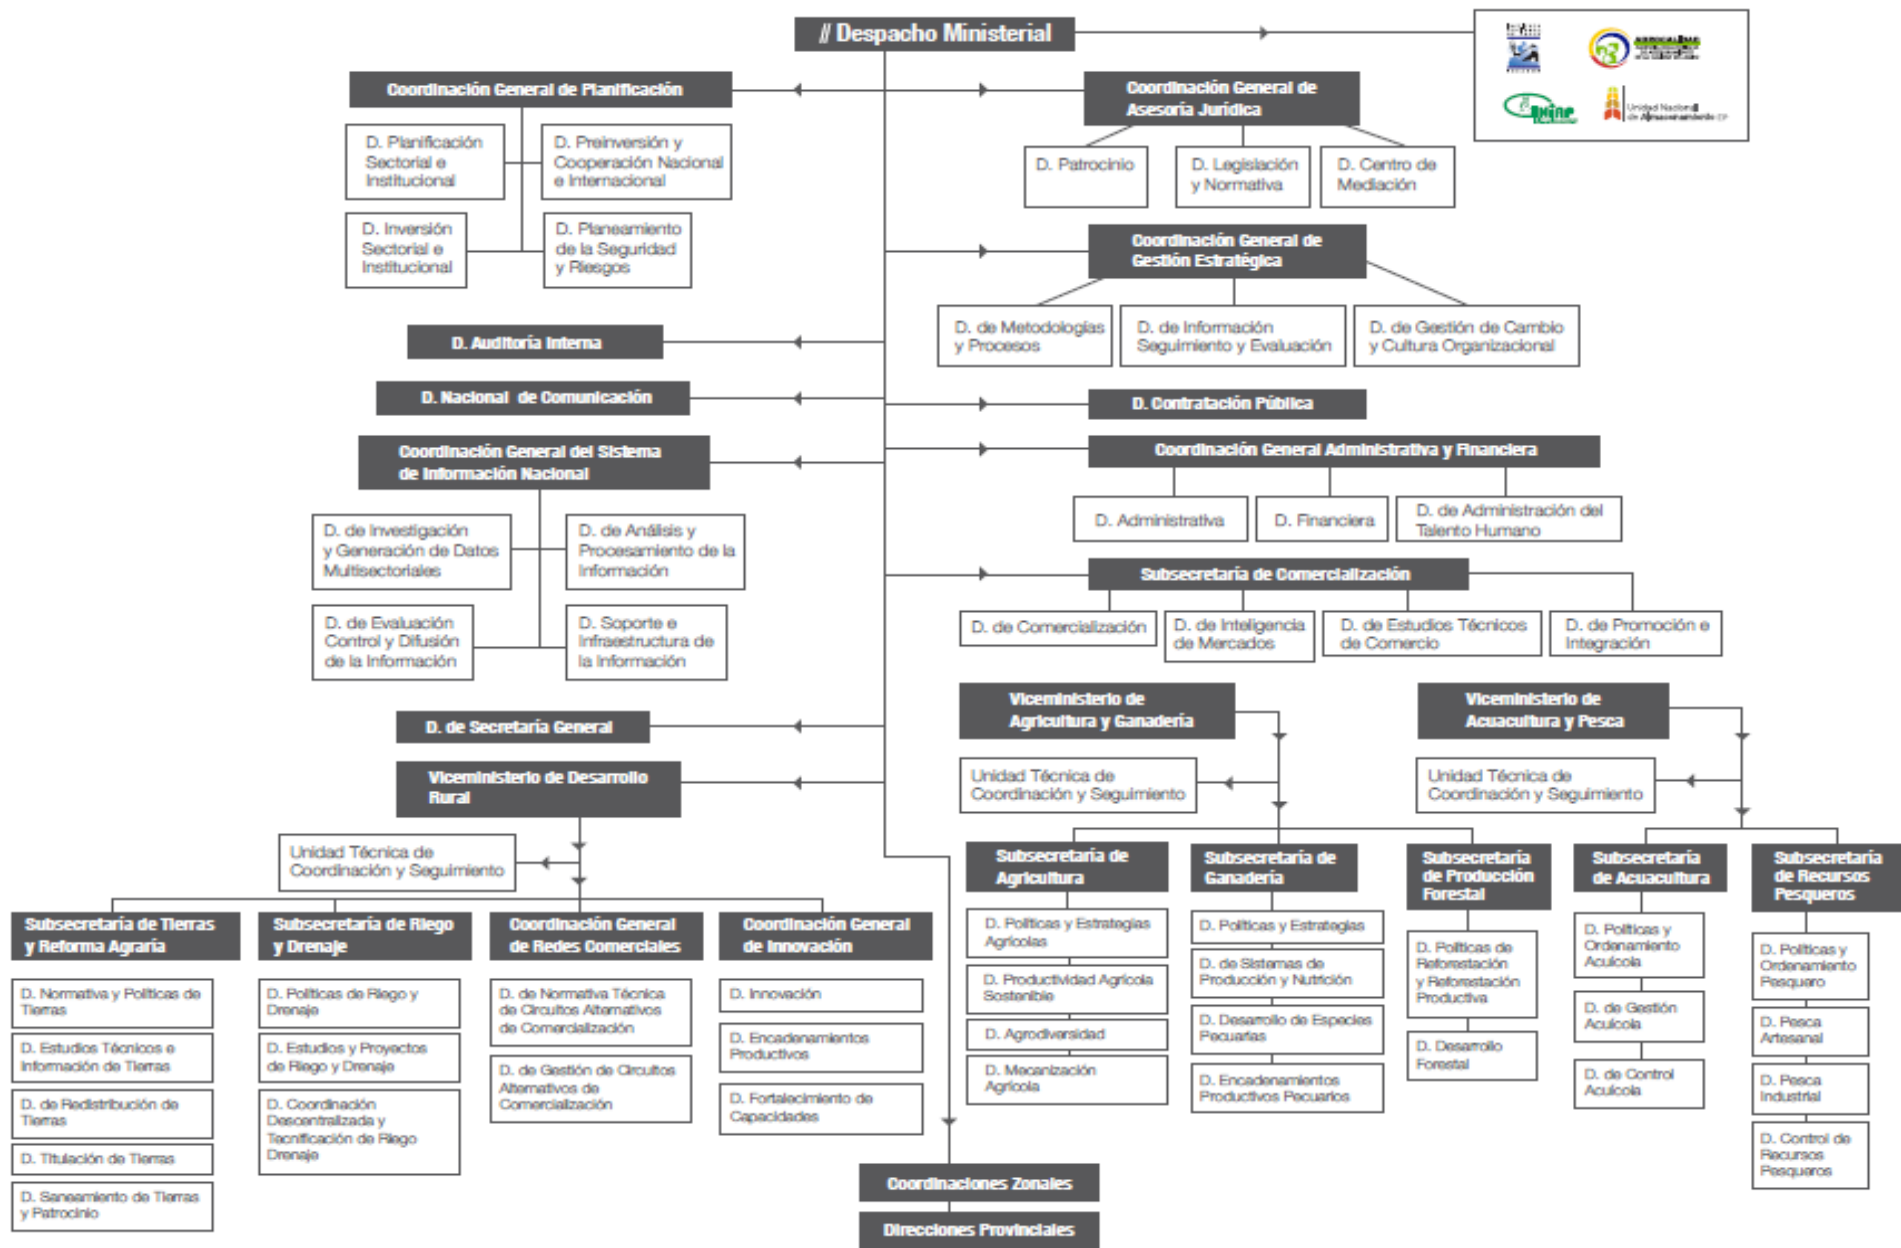 // Despacho Ministerial
Unidad Nacional
de Almacenamiento EP
Coordinación General de Planificación
D. Planificación
Sectorial e
Institucional
D. Preinversión y
Cooperación Nacional
e Internacional
D. Inversión
Sectorial e
Institucional
D. Planeamiento
de la Seguridad
y Riesgos
Coordinación General de
Asesoría Jurídica
D. Patrocinio
D. Legislación
y Normativa
D. Centro de
Mediación
Coordinación General de
Gestión Estratégica
D. de Metodologías
y Procesos
D. de Información
Seguimiento y Evaluación
D. de Gestión de Cambio
y Cultura Organizacional
D. Auditoría Interna
D. Nacional de Comunicación
D. Contratación Pública
Coordinación General del Sistema
de Información Nacional
D. de Investigación
y Generación de Datos
Multisectoriales
D. de Análisis y
Procesamiento de la
Información
D. de Evaluación
Control y Difusión
de la Información
D. Soporte e
Infraestructura de
la Información
Coordinación General Administrativa y Financiera
D. Administrativa
D. Financiera
D. de Administración del
Talento Humano
Subsecretaría de Comercialización
D. de Comercialización
D. de Inteligencia
de Mercados
D. de Estudios Técnicos
de Comercio
D. de Promoción e
Integración
D. de Secretaría General
Viceministerio de Desarrollo
Rural
Unidad Técnica de
Coordinación y Seguimiento
Subsecretaría de Tierras
y Reforma Agraría
D. Normativa y Políticas de
Tierras
D. Estudios Técnicos e
Información de Tierras
D. de Redistribución de
Tierras
D. Titulación de Tierras
D. Saneamiento de Tierras
y Patrocinio
Subsecretaría de Riego
y Drenaje
D. Políticas de Riego y
Drenaje
D. Estudios y Proyectos
de Riego y Drenaje
D. Coordinación
Descentralizada y
Tecnificación de Riego
Drenaje
Coordinación General
de Redes Comerciales
D. de Normativa Técnica
de Circuitos Alternativos
de Comercialización
D. de Gestión de Circuitos
Alternativos de
Comercialización
Coordinación General
de Innovación
D. Innovación
D. Encadenamientos
Productivos
D. Fortalecimiento de
Capacidades
Viceministerio de
Agricultura y Ganadería
Unidad Técnica de
Coordinación y Seguimiento
Subsecretaría de
Agricultura
D. Políticas y Estrategias
Agrícolas
D. Productividad Agrícola
Sostenible
D. Agrodiversidad
D. Mecanización
Agrícola
Subsecretaría de
Ganadería
D. Políticas y Estrategias
D. de Sistemas de
Producción y Nutrición
D. Desarrollo de Especies
Pecuarias
D. Encadenamientos
Productivos Pecuarios
Subsecretaría
de Producción
Forestal
D. Políticas de
Reforestación
y Reforestación
Productiva
D. Desarrollo
Forestal
Viceministerio de
Acuacultura y Pesca
Unidad Técnica de
Coordinación y Seguimiento
Subsecretaría
de Acuacultura
D. Políticas y
Ordenamiento
Acuícola
D. de Gestión
Acuícola
D. de Control
Acuícola
Subsecretaría
de Recursos
Pesqueros
D. Políticas y
Ordenamiento
Pesquero
D. Pesca
Artesanal
D. Pesca
Industrial
D. Control de
Recursos
Pesqueros
Coordinaciones Zonales
Direcciones Provinciales